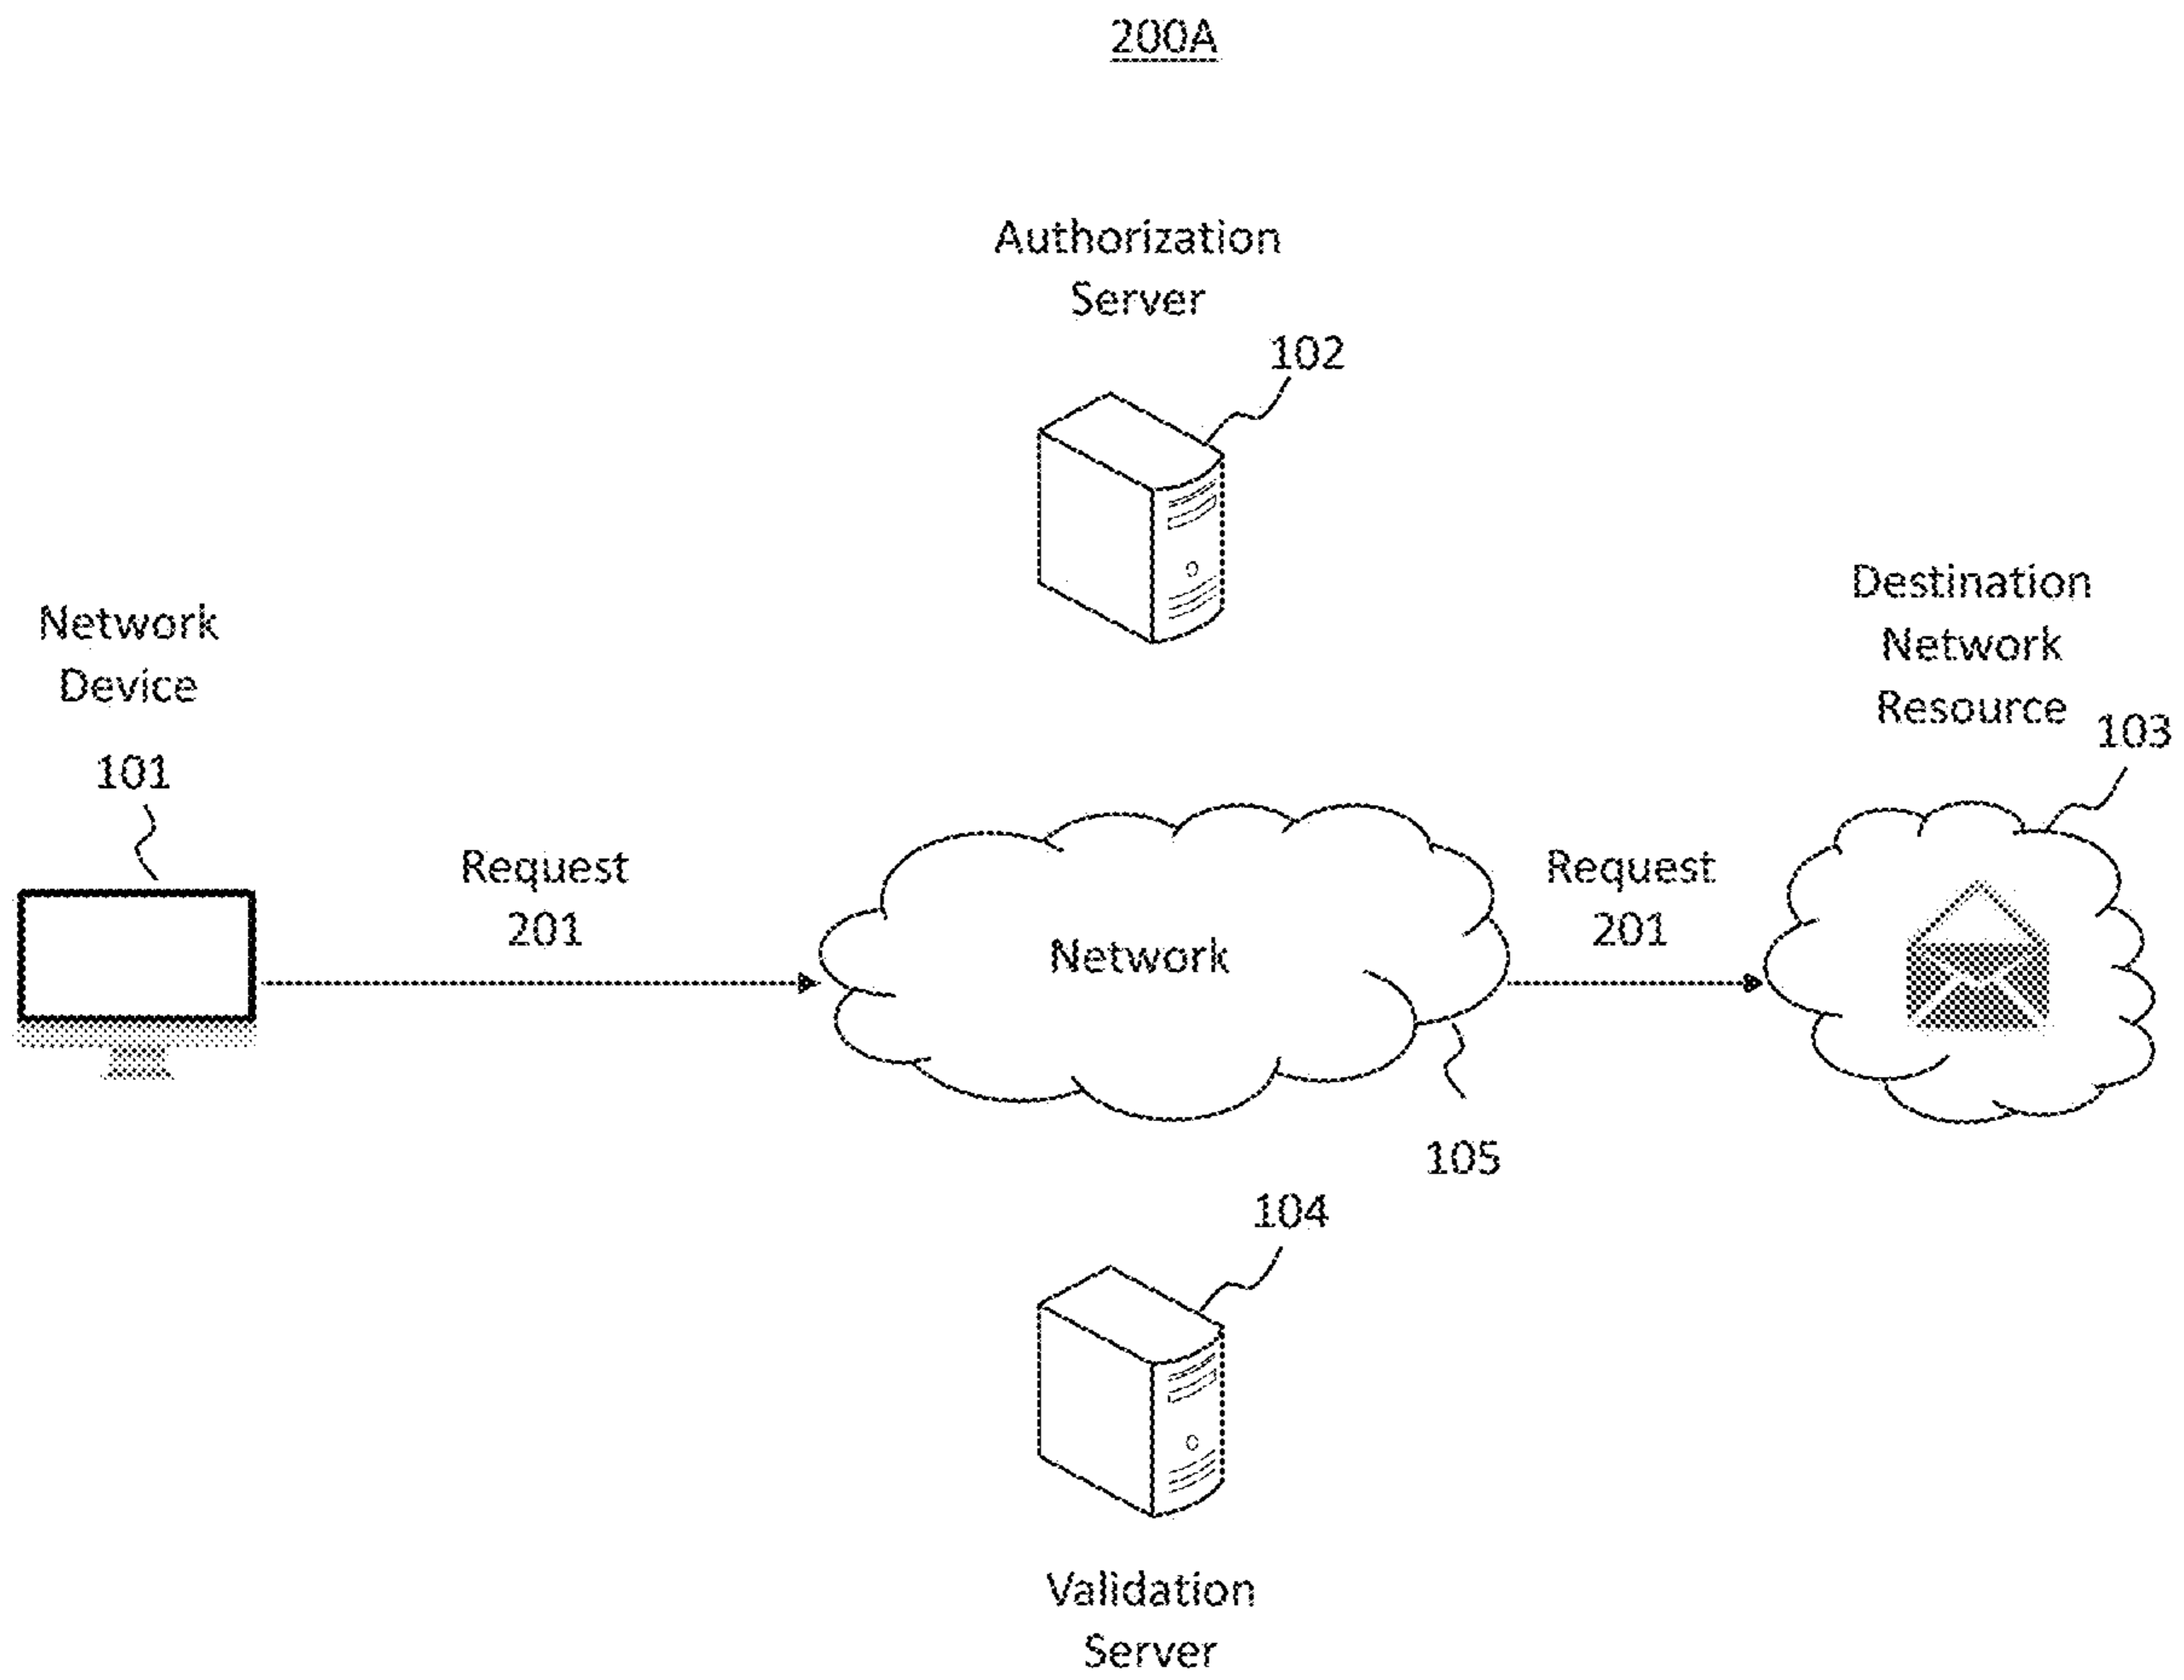 200A
Authorization
Server
102
Network
Device
101
Destination
Network
Resource
103
Request
201
Network
Request
201
105
104
Validation
Server